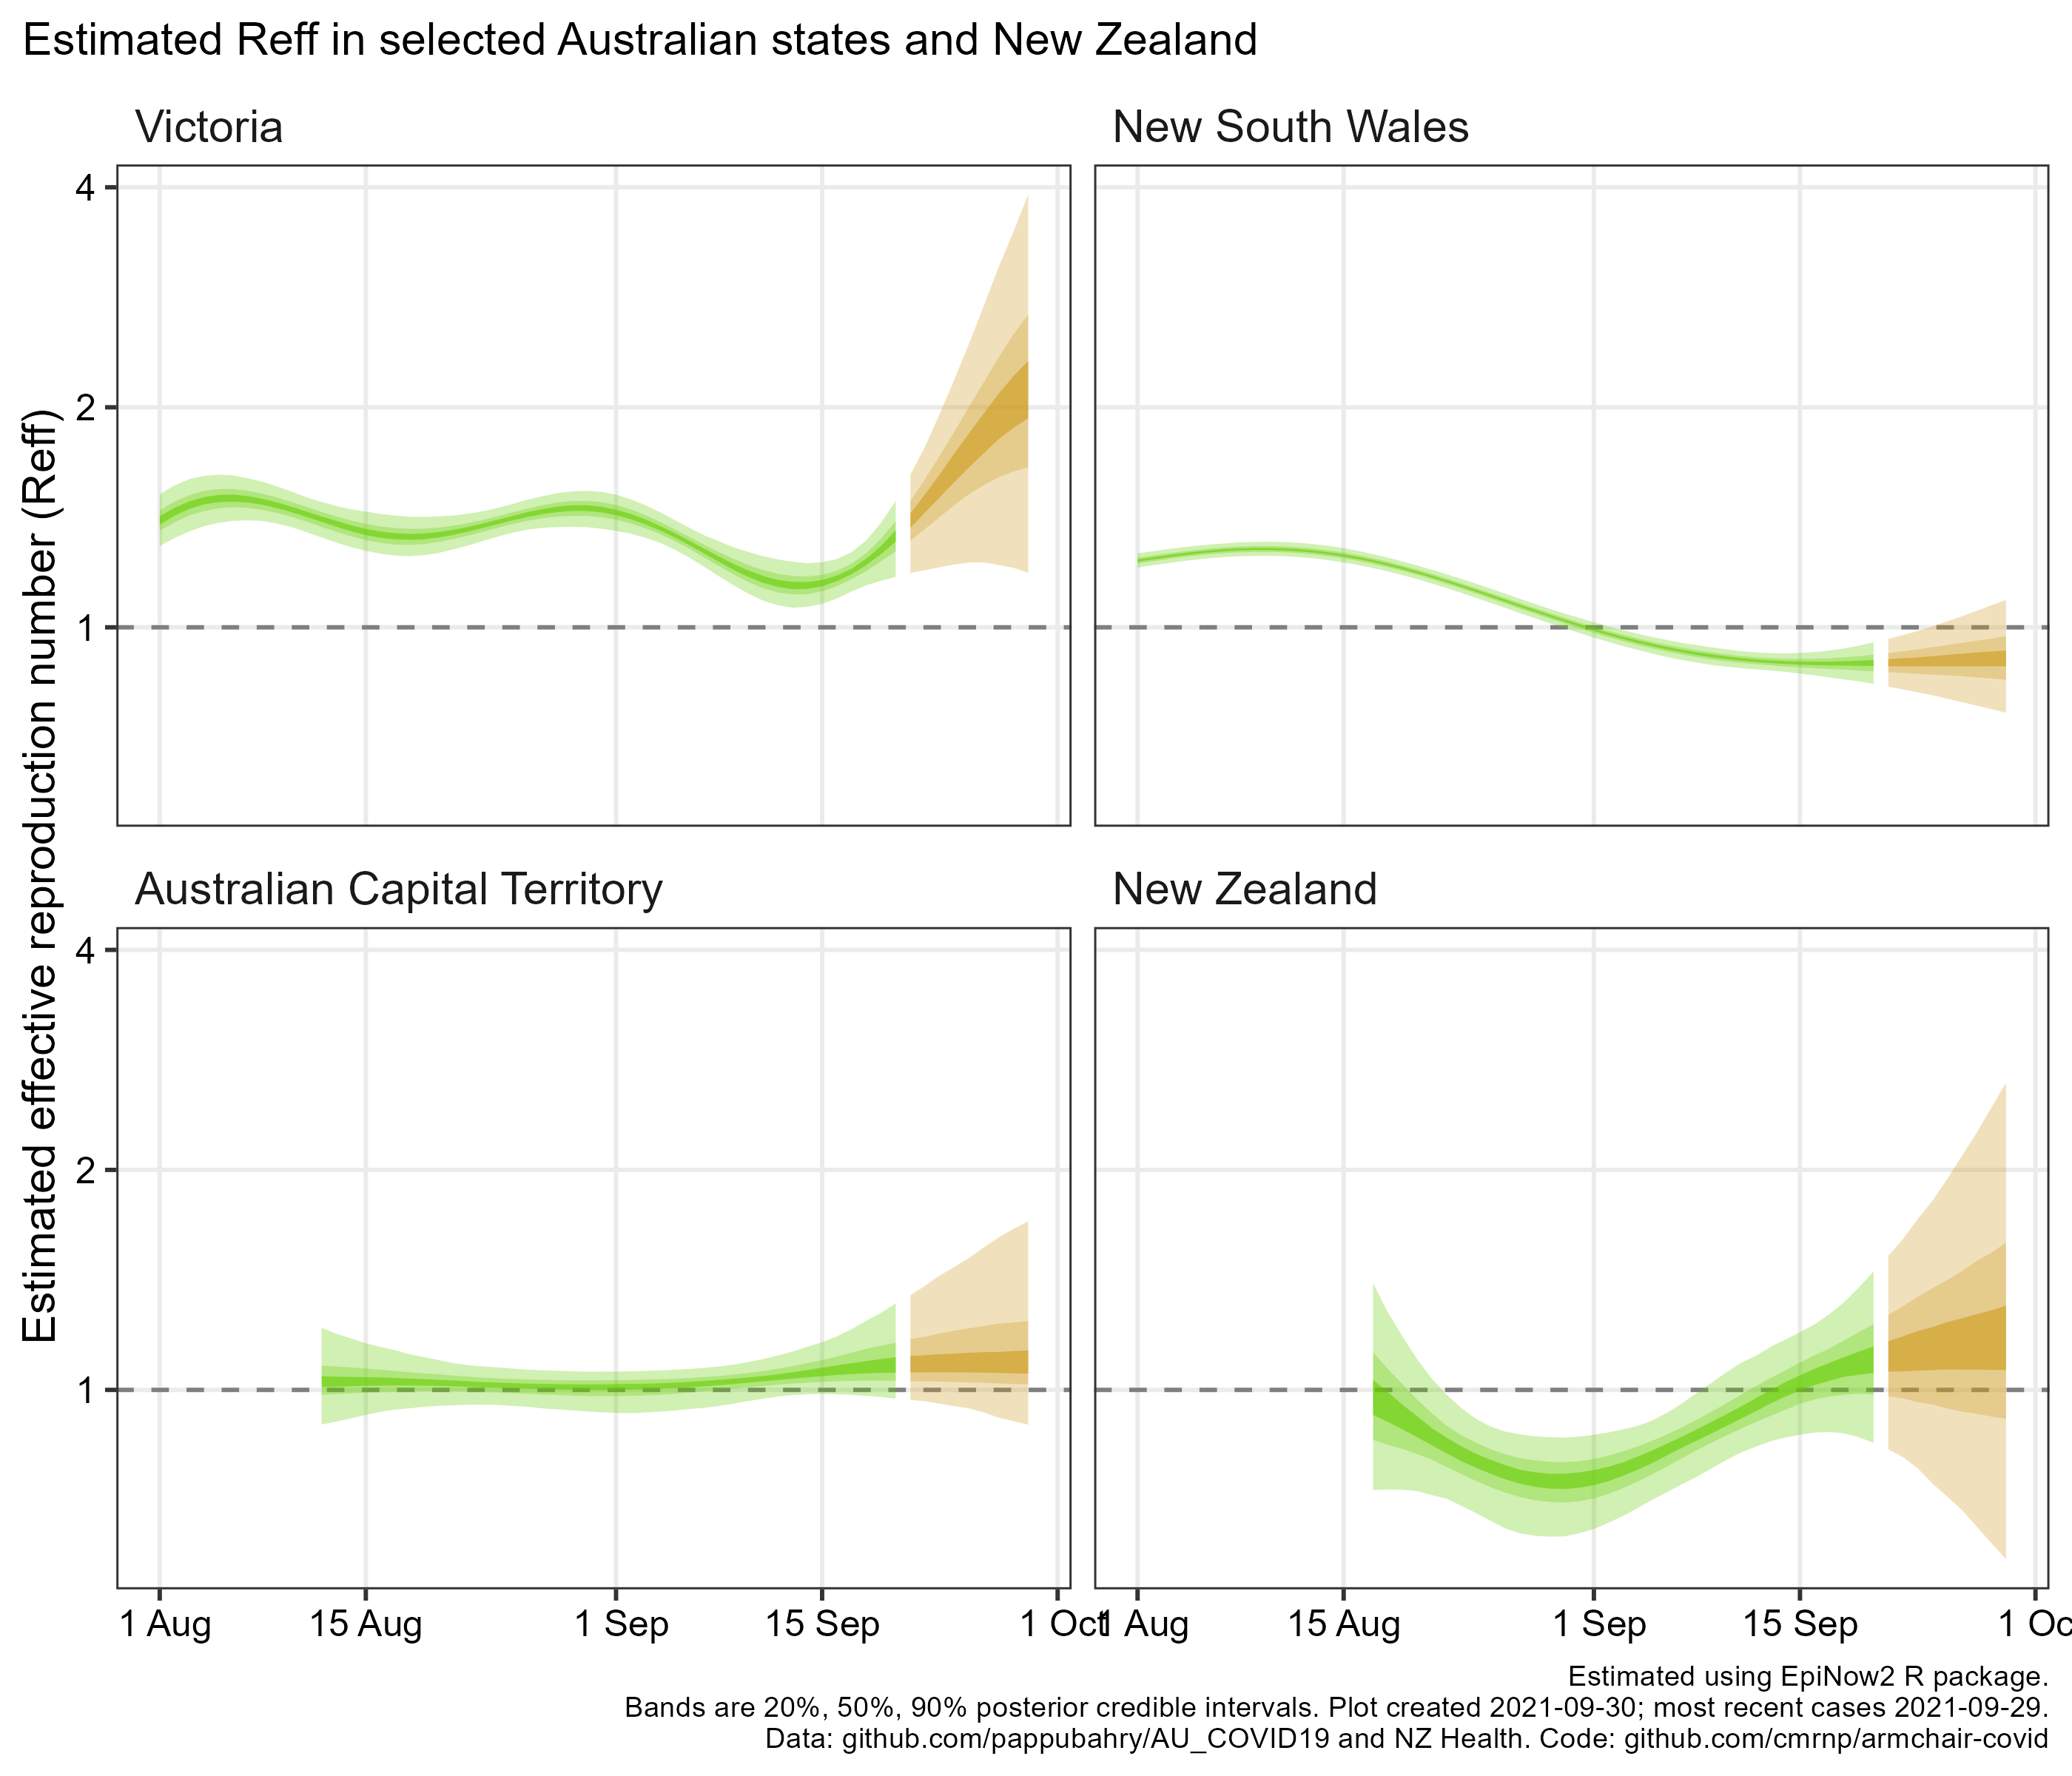 Estimated Reff in selected Australian states and New Zealand
Victoria
New South Wales
4
2
1
Estimated effective reproduction number (Reff)
Australian Capital Territory
New Zealand
4
2
1
1 Aug
15 Aug
1 Sep
15 Sep
1 Oct
1 Aug
15 Aug
1 Sep
15 Sep
1 Oc
Estimated using EpiNow2 R package.
Bands are 20%, 50%, 90% posterior credible intervals. Plot created 2021-09-30; most recent cases 2021-09-29.
Data: github.com/pappubahry/AU_COVID19 and NZ Health. Code: github.com/cmrnp/armchair-covid